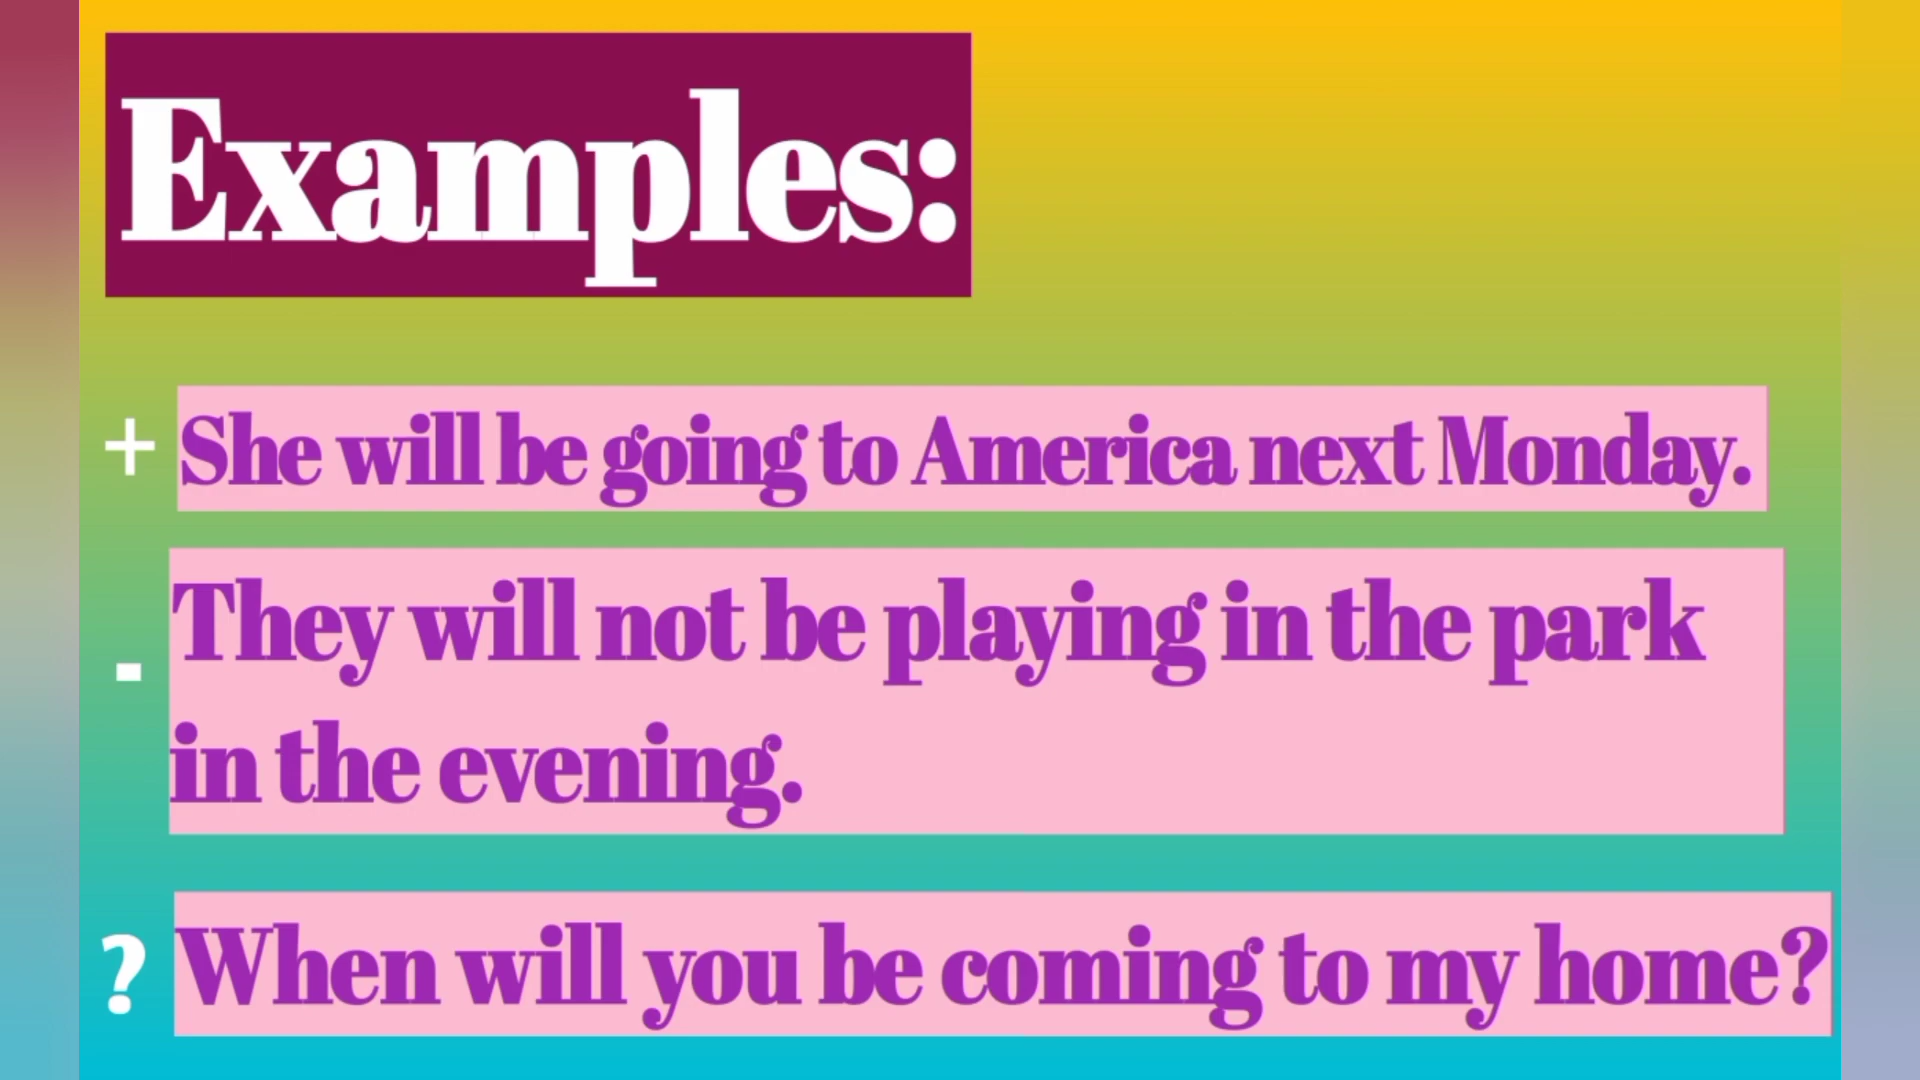 Examples:
+ She will be going to America next Monday.
- They will not be playing in the park
in the evening.
? When will you be coming to my home?